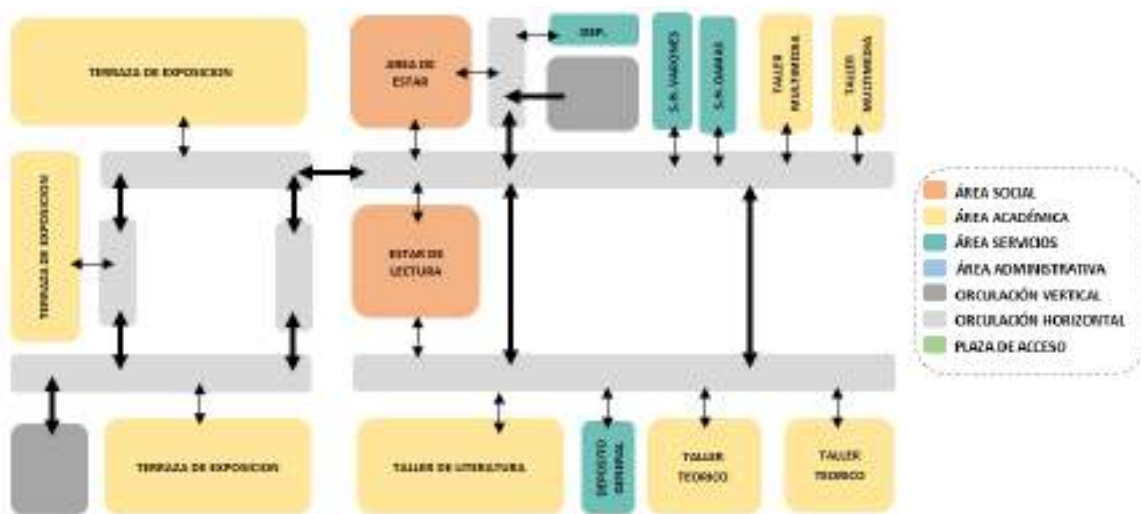 TERRAZA DE EXPOSICION
AREA DE
ESTAR
DEP.
S.H. VARONES
S.H. DAMAS
TALLER
MULTIMEDIA
TALLER
MULTIMEDIA
TERRAZA DE EXPOSICION
ESTAR DE
LECTURA
ÁREA SOCIAL
ÁREA ACADÉMICA
ÁREA SERVICIOS
ÁREA ADMINISTRATIVA
CIRCULACIÓN VERTICAL
CIRCULACIÓN HORIZONTAL
PLAZA DE ACCESO
TERRAZA DE EXPOSICION
TALLER DE LITERATURA
DEPOSITO
GENERAL
TALLER
TEORICO
TALLER
TEORICO